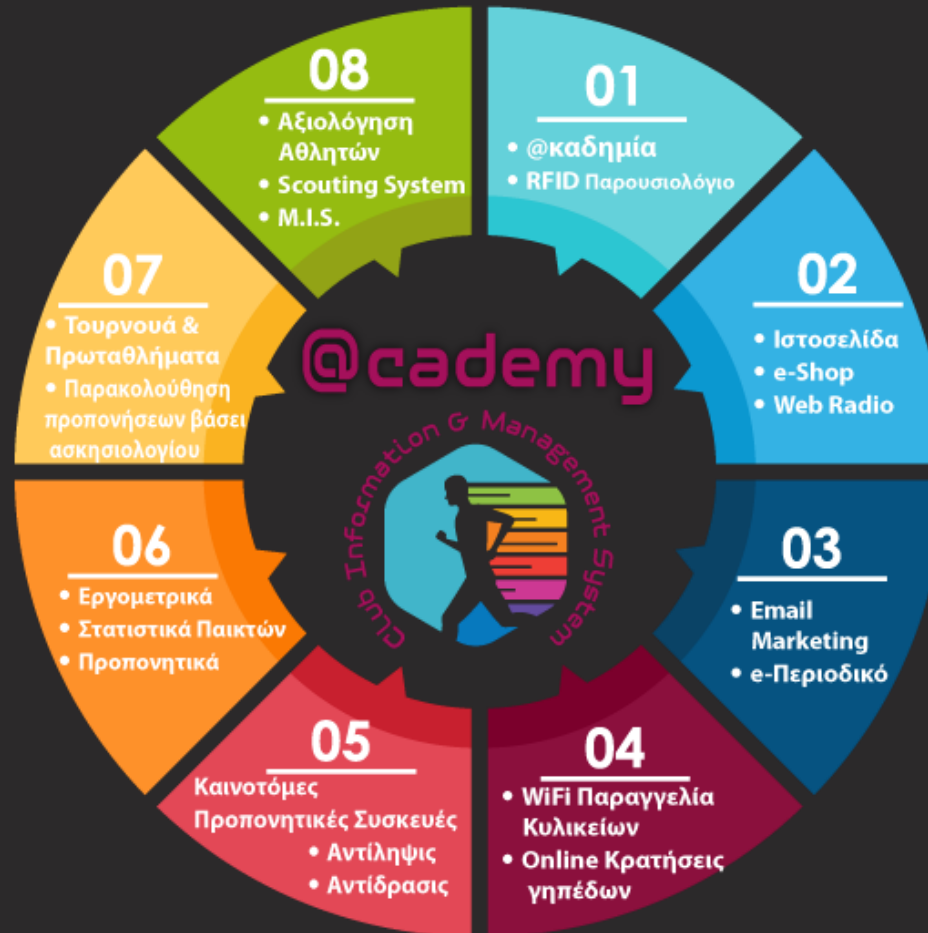 @cademy
Club Information & Management System
01
• @καδημία
• RFID Παρουσιολόγιο
02
• Ιστοσελίδα
• e-Shop
• Web Radio
03
• Email
Marketing
• e-Περιοδικό
04
• WiFi Παραγγελία
Κυλικείων
• Online Κρατήσεις
γηπέδων
05
Καινοτόμες
Προπονητικές Συσκευές
• Αντίληψις
• Αντίδρασις
06
• Εργομετρικά
• Στατιστικά Παικτών
• Προπονητικά
07
• Τουρνουά &
Πρωταθλήματα
• Παρακολούθηση
προπονήσεων βάσει
ασκησιολογίου
08
• Αξιολόγηση
Αθλητών
• Scouting System
• M.I.S.